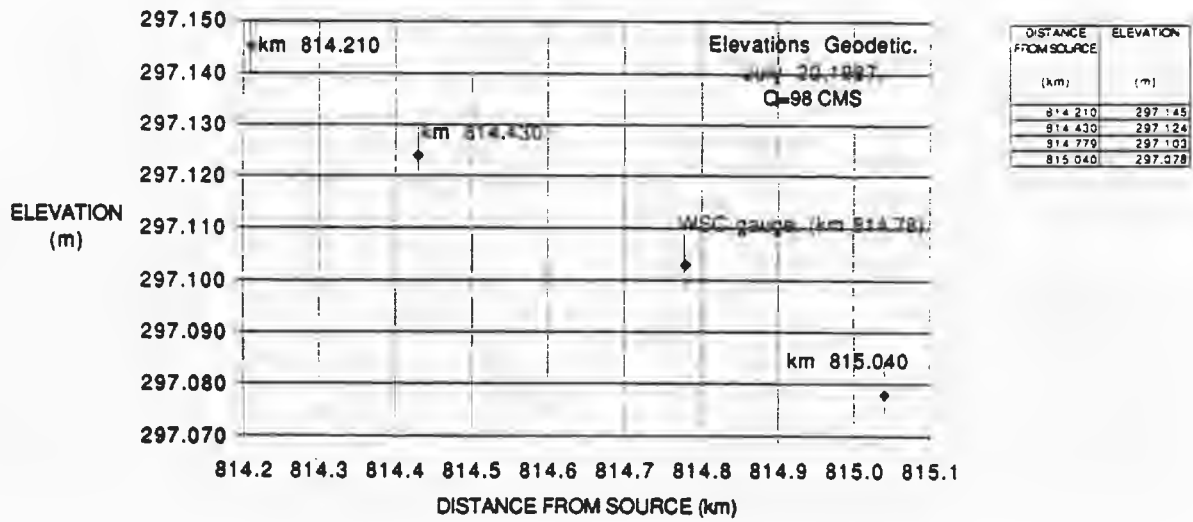 297.150
297.140
297.130
297.120
297.110
297.100
297.090
297.080
297.070
ELEVATION
(m)
km 814.210
km 814.430
WSC gauge (km 814.78)
km 815.040
Elevations Geodetic.
July 20,1987.
Q=98 CMS
814.2 814.3 814.4 814.5 814.6 814.7 814.8 814.9 815.0 815.1
DISTANCE FROM SOURCE (km)
DISTANCE FROM SOURCE ELEVATION
(km) (m)
814.210 297.145
814.430 297.124
814.779 297.103
815.040 297.078